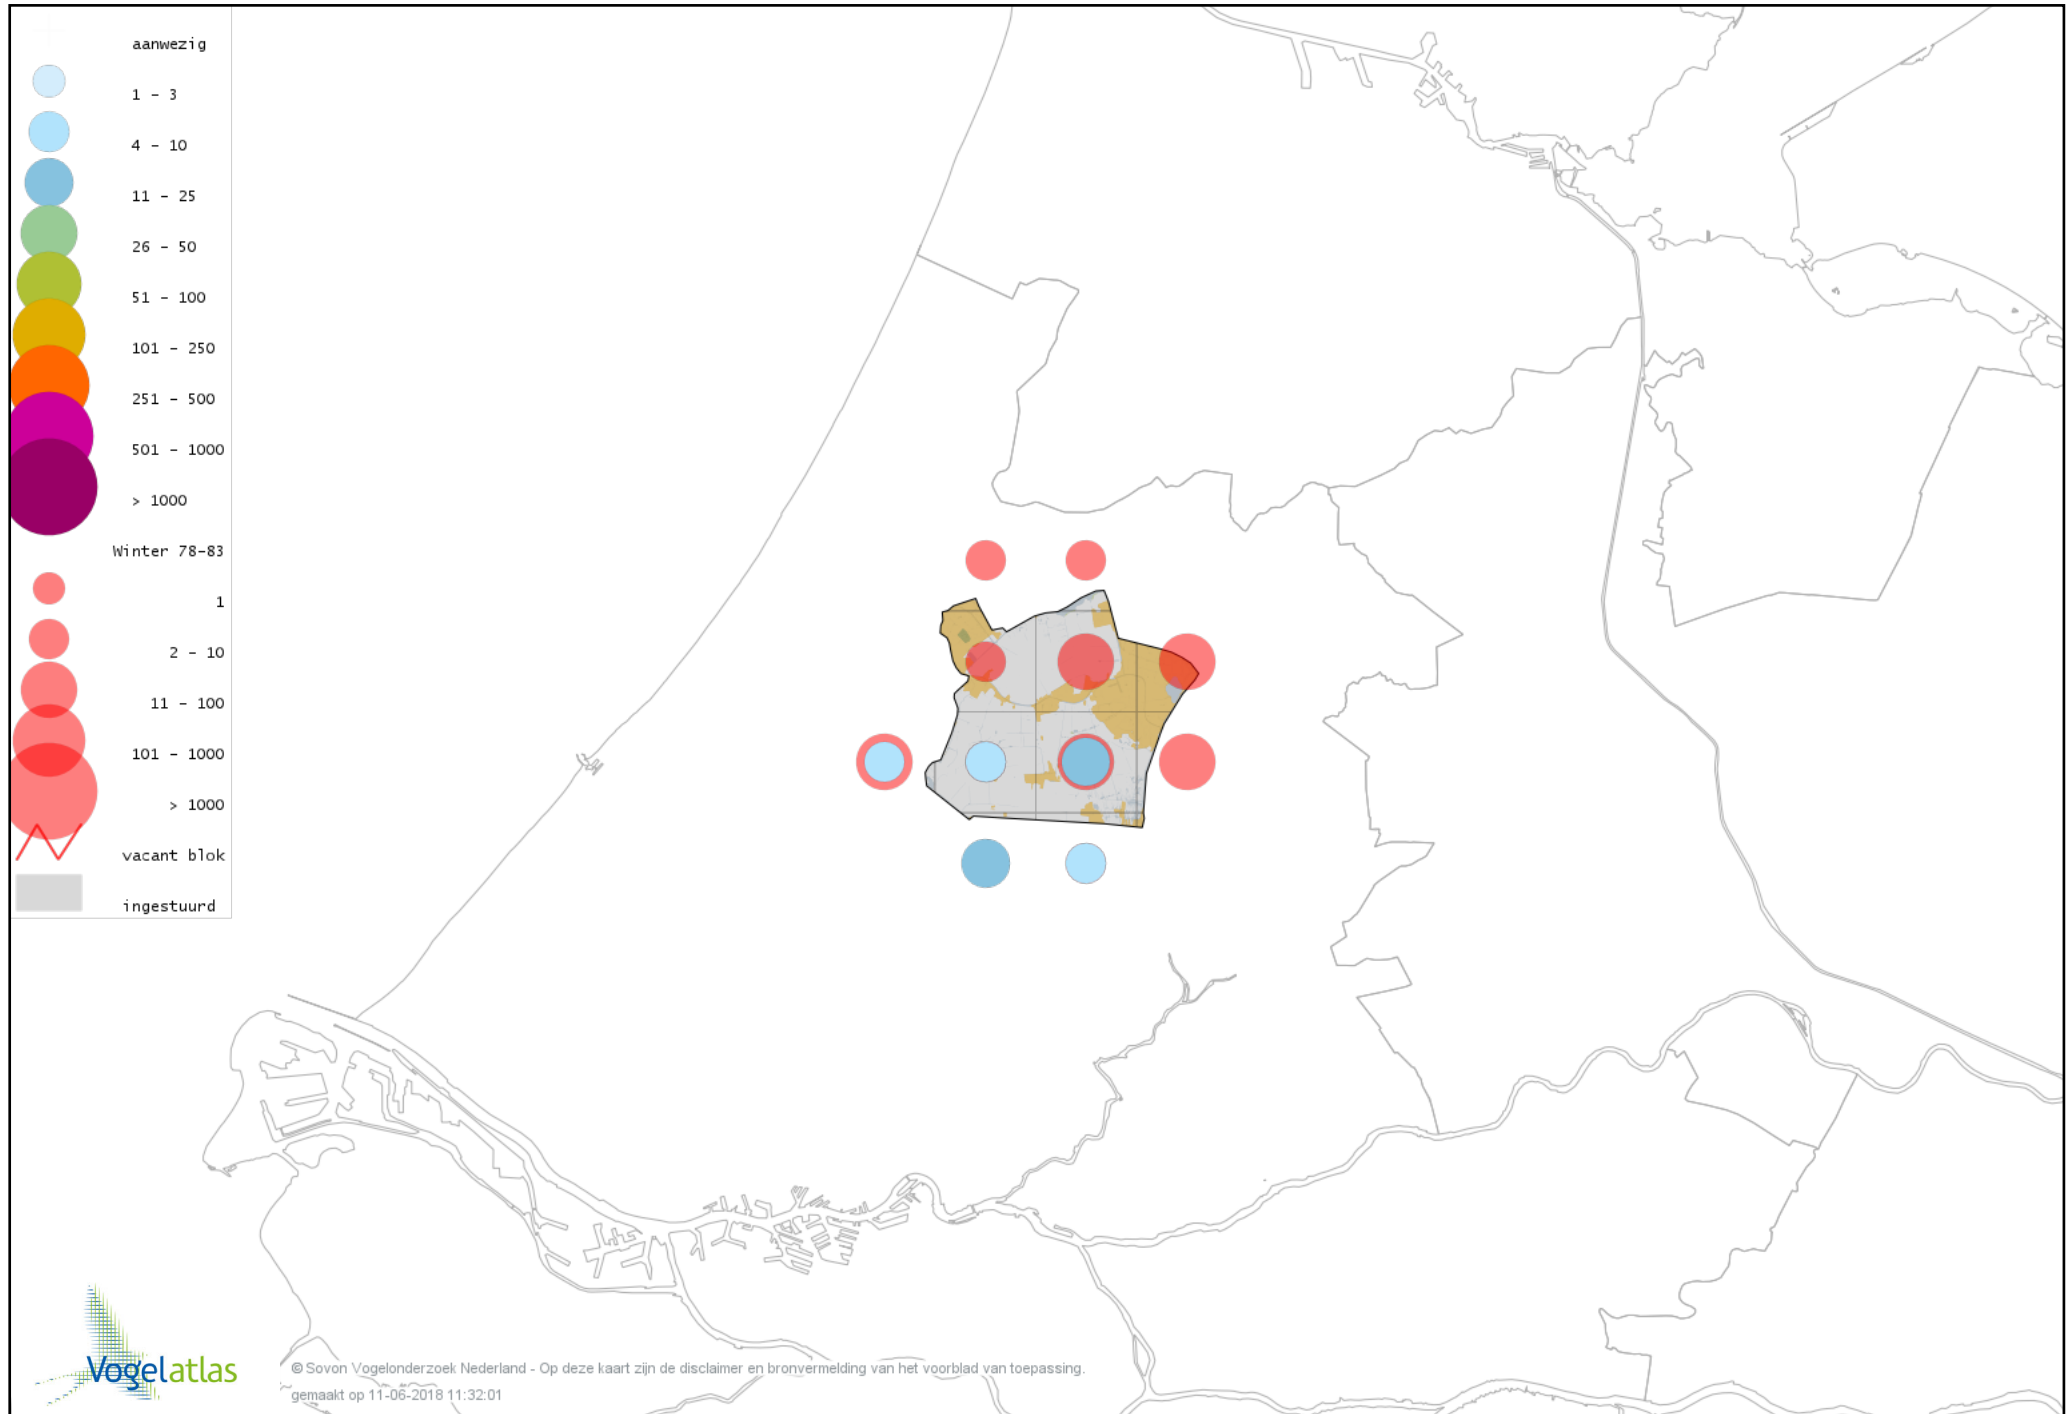 aanwezig
1 - 3
4 - 10
11 - 25
26 - 50
51 - 100
101 - 250
251 - 500
501 - 1000
> 1000
Winter 78-83
1
2 - 10
11 - 100
101 - 1000
> 1000
vacant blok
ingestuurd
Vogelatlas
© Sovon Vogelonderzoek Nederland - Op deze kaart zijn de disclaimer en bronvermelding van het voorblad van toepassing.
gemaakt op 11-06-2018 11:32:01